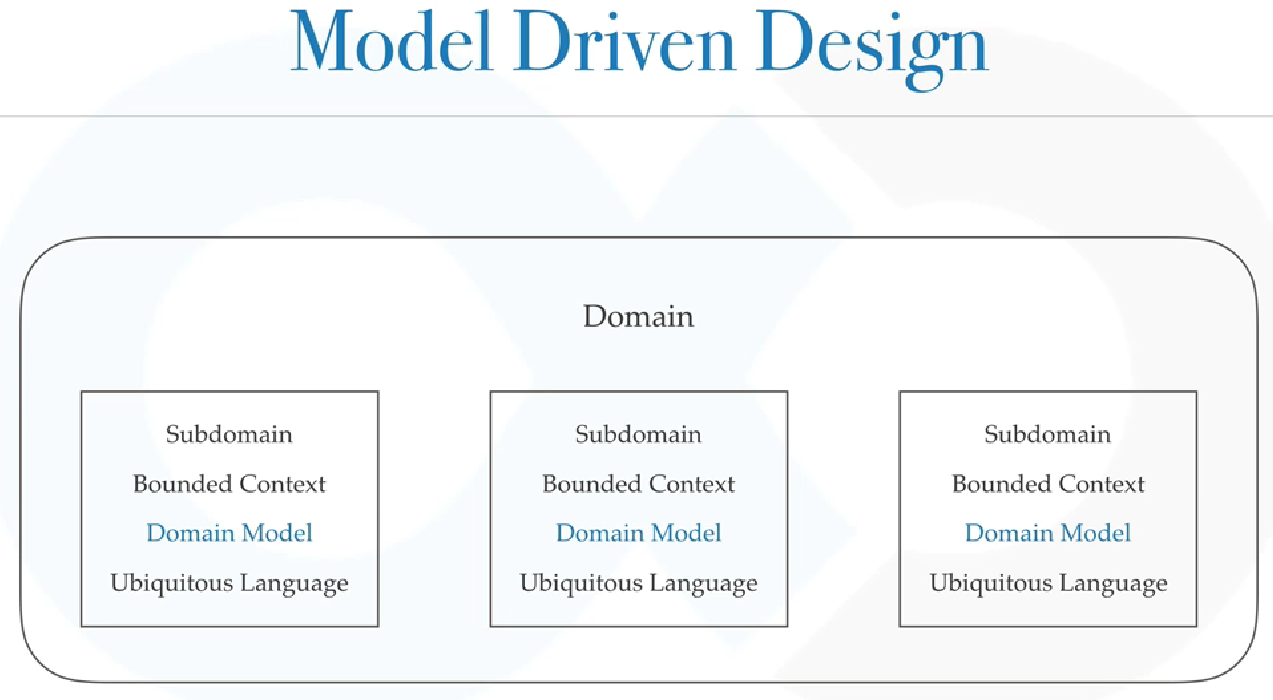 Model Driven Design
Domain
Subdomain
Bounded Context
Domain Model
Ubiquitous Language
Subdomain
Bounded Context
Domain Model
Ubiquitous Language
Subdomain
Bounded Context
Domain Model
Ubiquitous Language